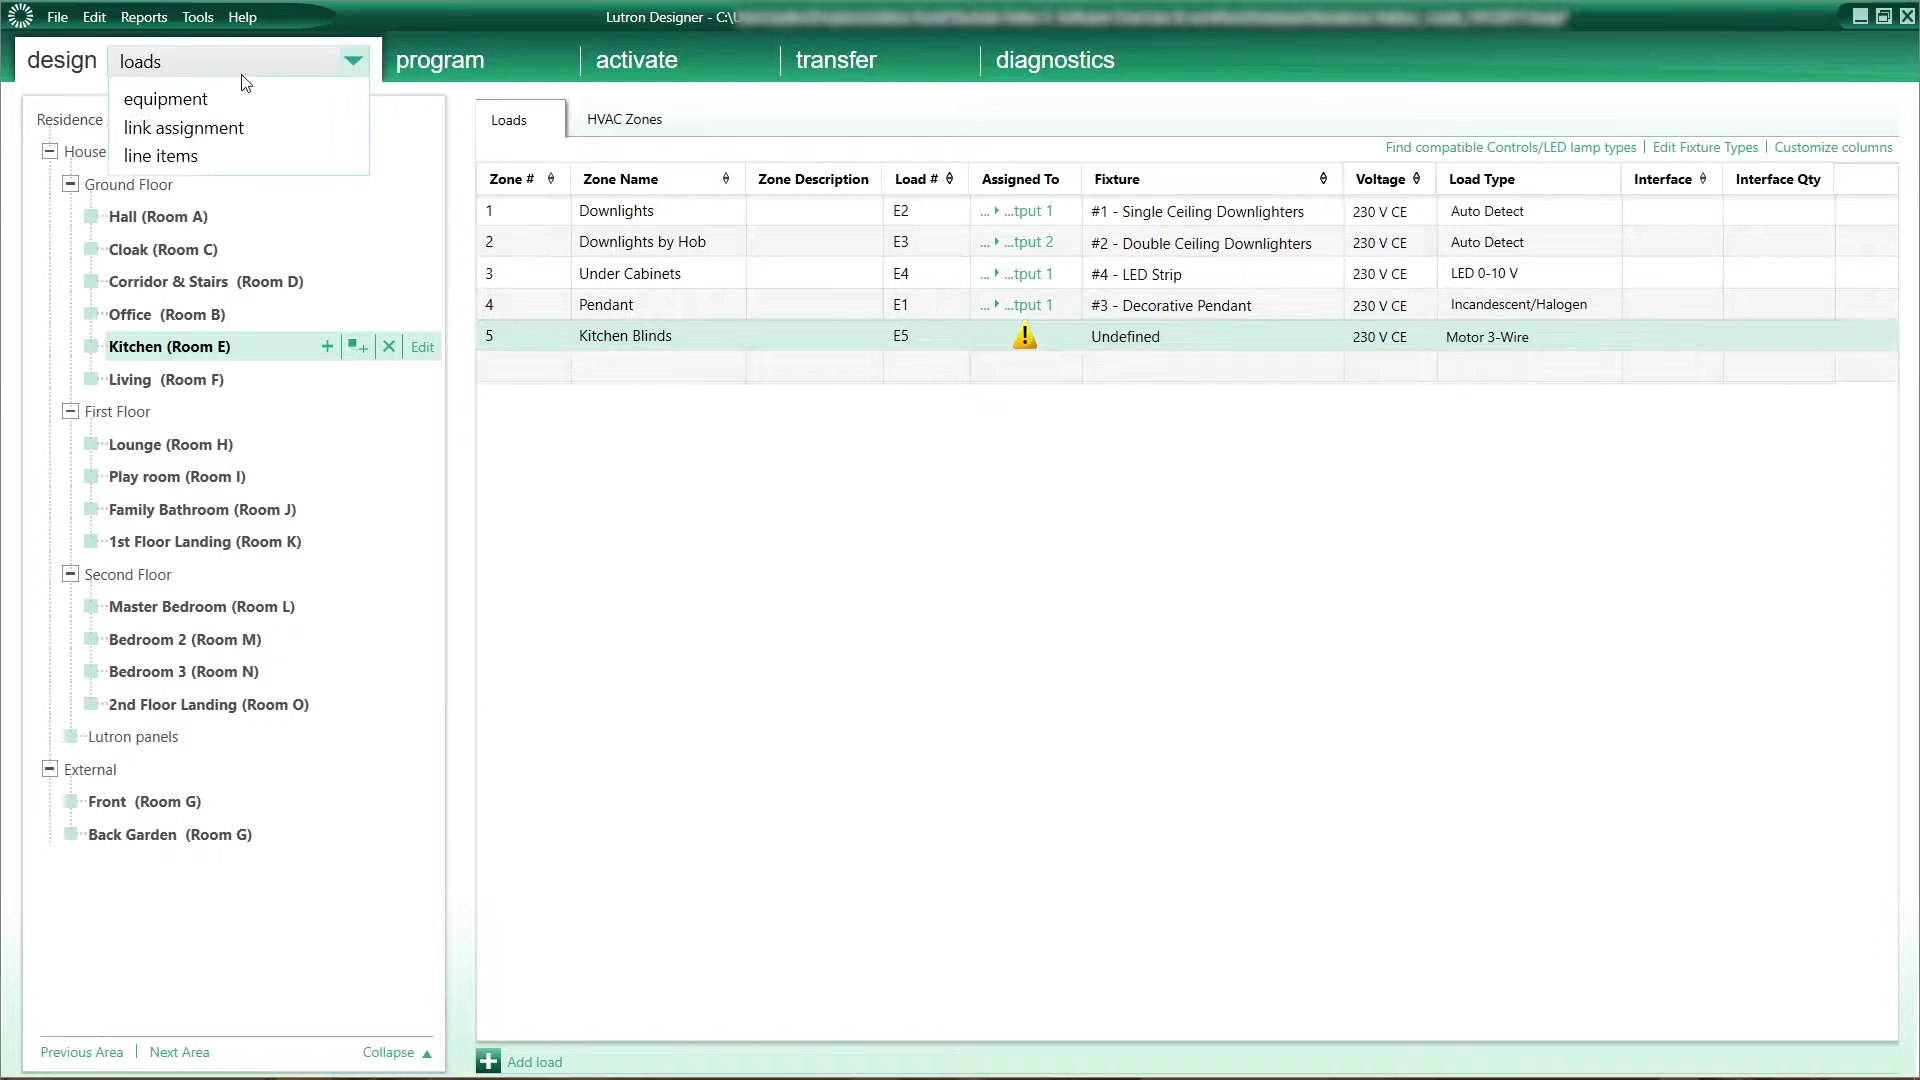 File Edit Reports Tools Help
Lutron Designer - C:\U
design loads program activate transfer diagnostics
equipment
link assignment
line items
Residence
House
Ground Floor
Hall (Room A)
Cloak (Room C)
Corridor & Stairs (Room D)
Office (Room B)
Kitchen (Room E) Edit
Living (Room F)
First Floor
Lounge (Room H)
Play room (Room I)
Family Bathroom (Room J)
1st Floor Landing (Room K)
Second Floor
Master Bedroom (Room L)
Bedroom 2 (Room M)
Bedroom 3 (Room N)
2nd Floor Landing (Room O)
Lutron panels
External
Front (Room G)
Back Garden (Room G)
Previous Area | Next Area Collapse
Loads HVAC Zones
Find compatible Controls/LED lamp types | Edit Fixture Types | Customize columns
Zone # Zone Name Zone Description Load # Assigned To Fixture Voltage Load Type Interface Interface Qty
1 Downlights E2 ... ...tput 1 #1 - Single Ceiling Downlighters 230 V CE Auto Detect
2 Downlights by Hob E3 ... ...tput 2 #2 - Double Ceiling Downlighters 230 V CE Auto Detect
3 Under Cabinets E4 ... ...tput 1 #4 - LED Strip 230 V CE LED 0-10 V
4 Pendant E1 ... ...tput 1 #3 - Decorative Pendant 230 V CE Incandescent/Halogen
5 Kitchen Blinds E5 Undefined 230 V CE Motor 3-Wire
Add load